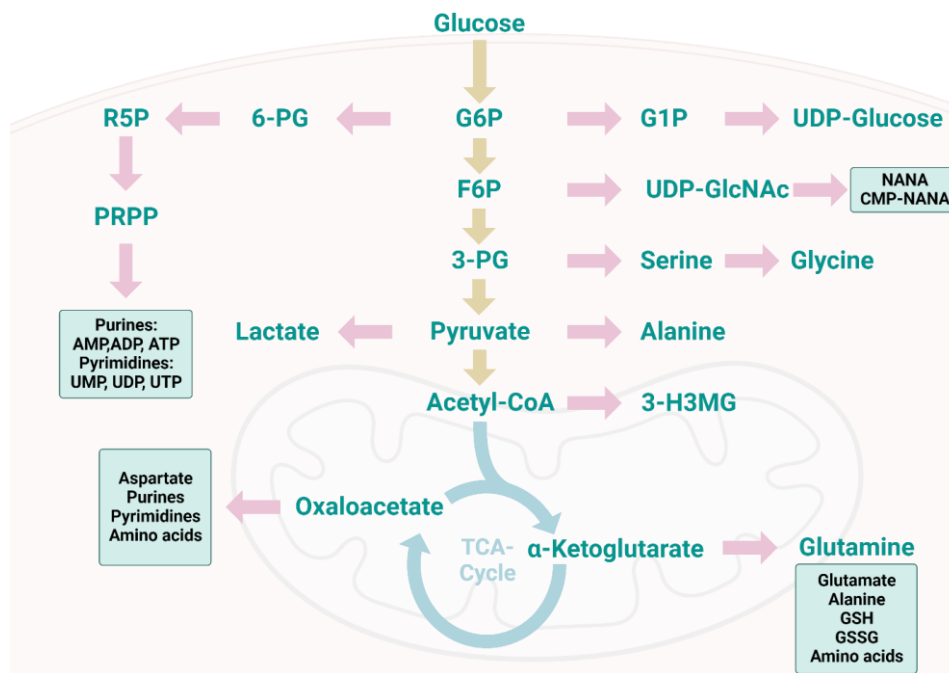 Glucose
R5P
6-PG
G6P
G1P
UDP-Glucose
F6P
UDP-GlcNAc
NANA
CMP-NANA
PRPP
3-PG
Serine
Glycine
Purines:
AMP,ADP, ATP
Pyrimidines:
UMP, UDP, UTP
Lactate
Pyruvate
Alanine
Acetyl-CoA
3-H3MG
Aspartate
Purines
Pyrimidines
Amino acids
Oxaloacetate
TCA-
Cycle
α-Ketoglutarate
Glutamine
Glutamate
Alanine
GSH
GSSG
Amino acids